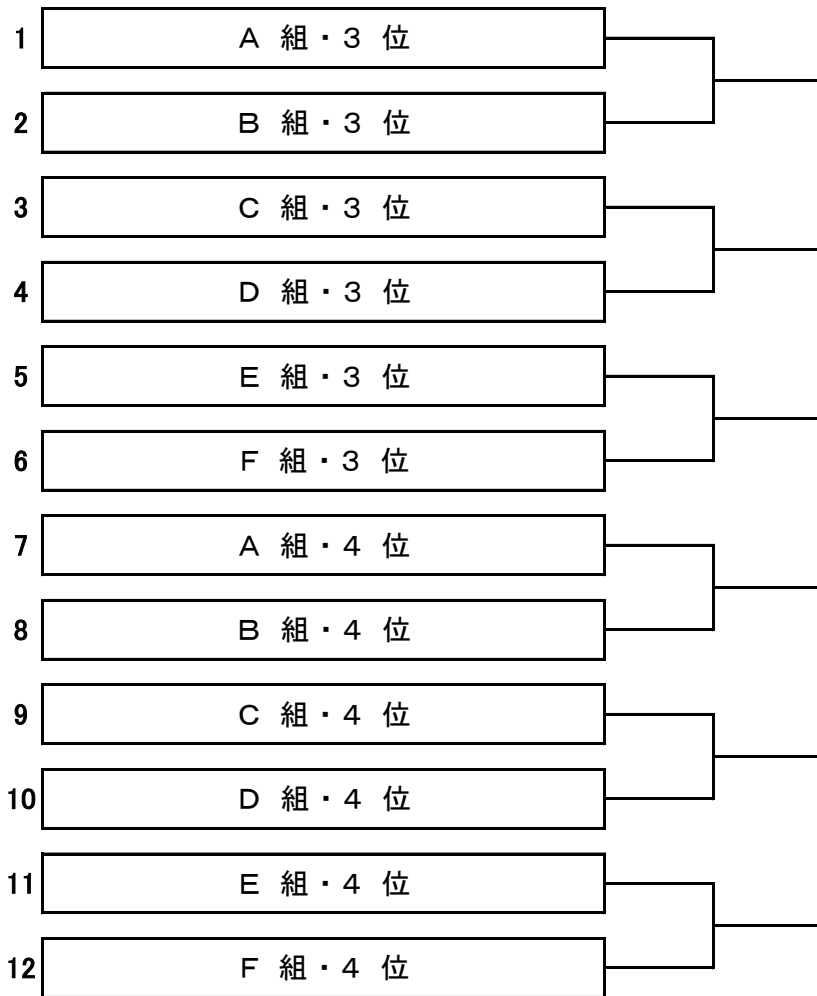 1 A 組・3 位
2 B 組・3 位
3 C 組・3 位
4 D 組・3 位
5 E 組・3 位
6 F 組・3 位
7 A 組・4 位
8 B 組・4 位
9 C 組・4 位
10 D 組・4 位
11 E 組・4 位
12 F 組・4 位